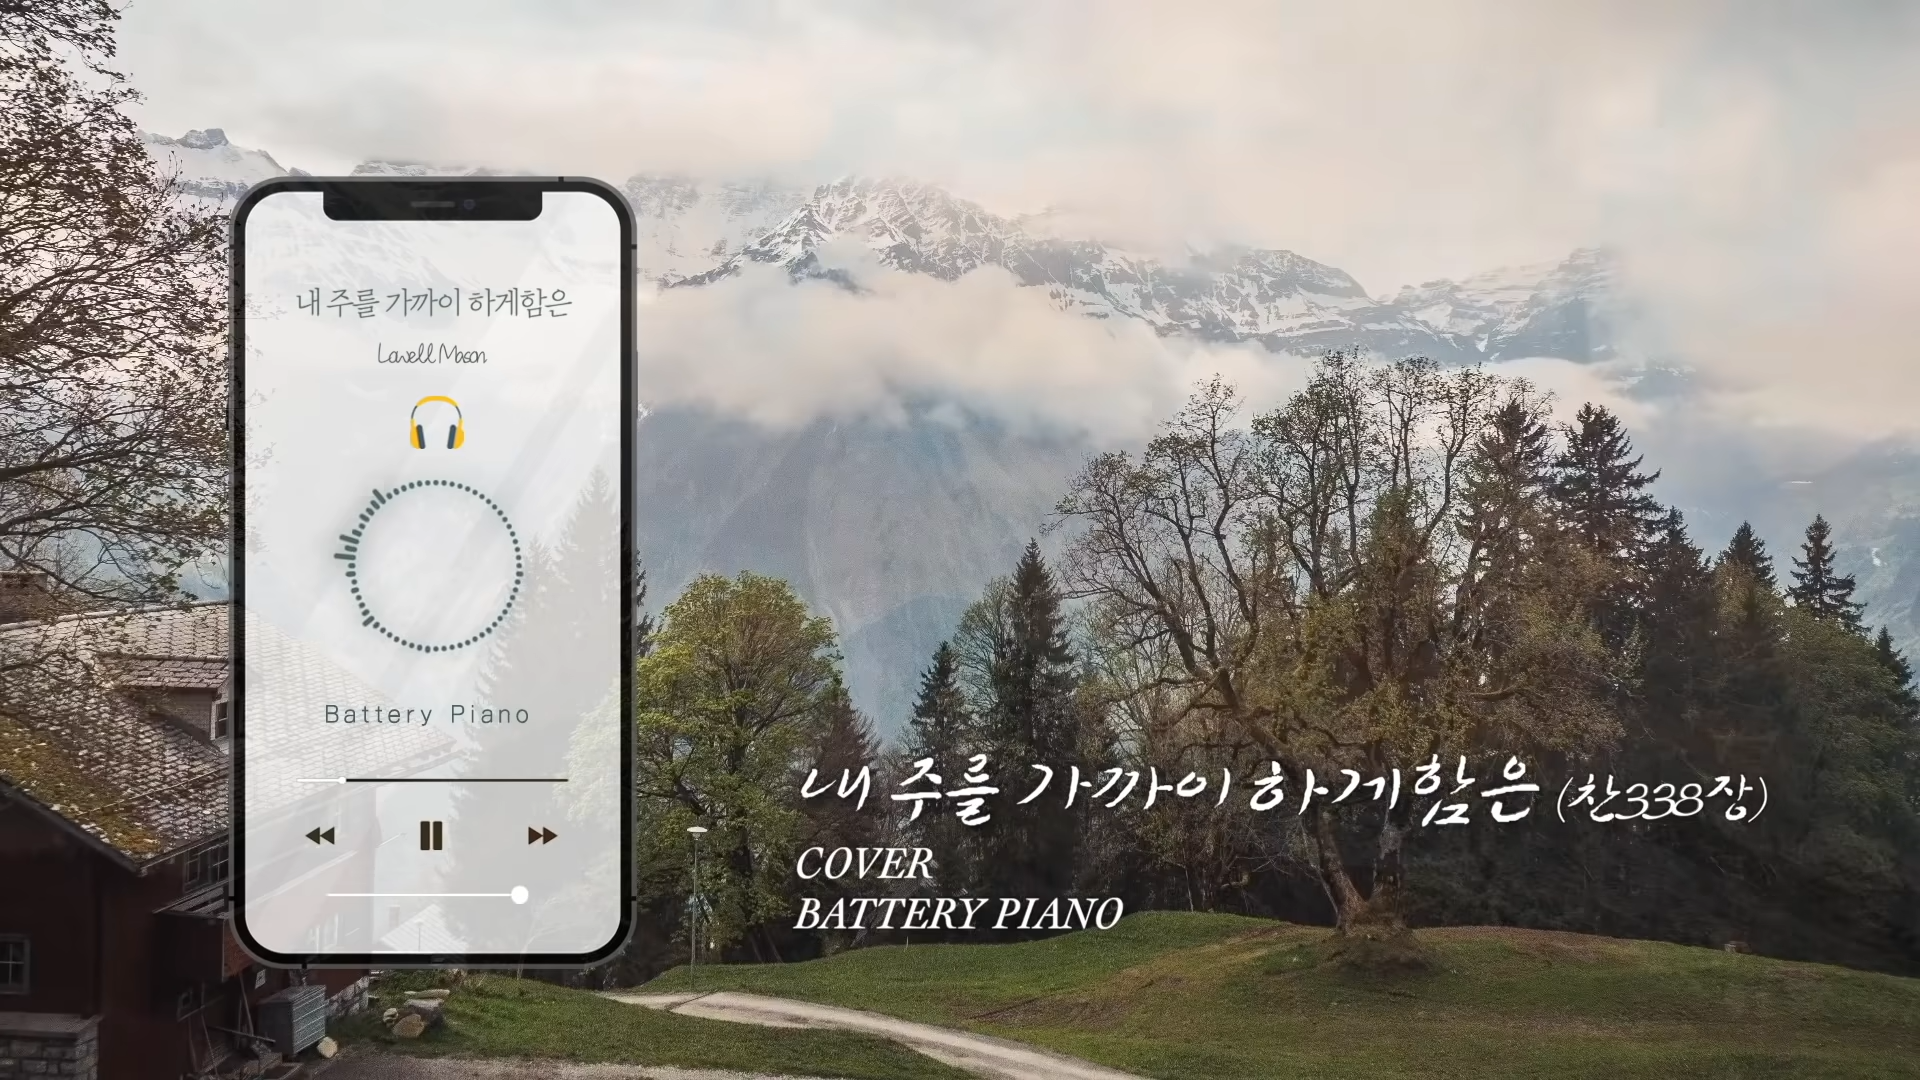 내 주를 가까이 하게함은
Lowell Mason
Battery Piano
내 주를 가까이 하게함은 (찬338장)
COVER
BATTERY PIANO